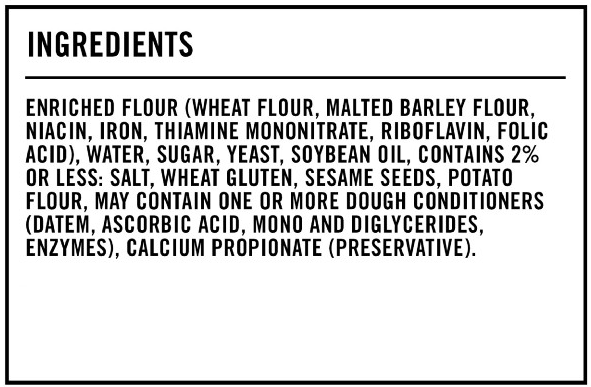 INGREDIENTS
ENRICHED FLOUR (WHEAT FLOUR, MALTED BARLEY FLOUR,
NIACIN, IRON, THIAMINE MONONITRATE, RIBOFLAVIN, FOLIC
ACID), WATER, SUGAR, YEAST, SOYBEAN OIL, CONTAINS 2%
OR LESS: SALT, WHEAT GLUTEN, SESAME SEEDS, POTATO
FLOUR, MAY CONTAIN ONE OR MORE DOUGH CONDITIONERS
(DATEM, ASCORBIC ACID, MONO AND DIGLYCERIDES,
ENZYMES), CALCIUM PROPIONATE (PRESERVATIVE).